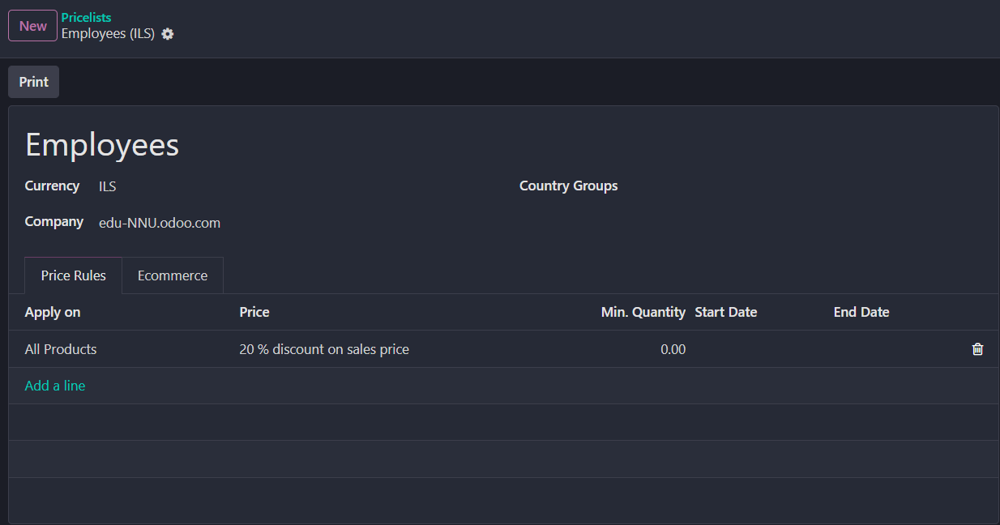 New
Pricelists
Employees (ILS)
Print
Employees
Currency ILS Country Groups
Company edu-NNU.odoo.com
Price Rules Ecommerce
Apply on Price Min. Quantity Start Date End Date
All Products 20 % discount on sales price 0.00
Add a line